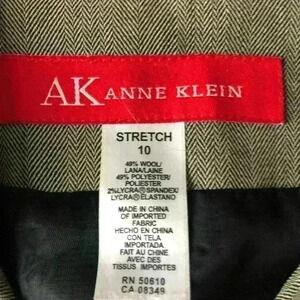 AK ANNE KLEIN
STRETCH
10
49% WOOL/
LANA/LAINE
49% POLYESTER/
POLIESTER
2%LYCRA®SPANDEX/
LYCRA®ELASTANO
MADE IN CHINA
OF IMPORTED
FABRIC
HECHO EN CHINA
CON TELA
IMPORTADA
FAIT AU CHINE
AVEC DES
TISSUS IMPORTES
RN 50610
CA 08349